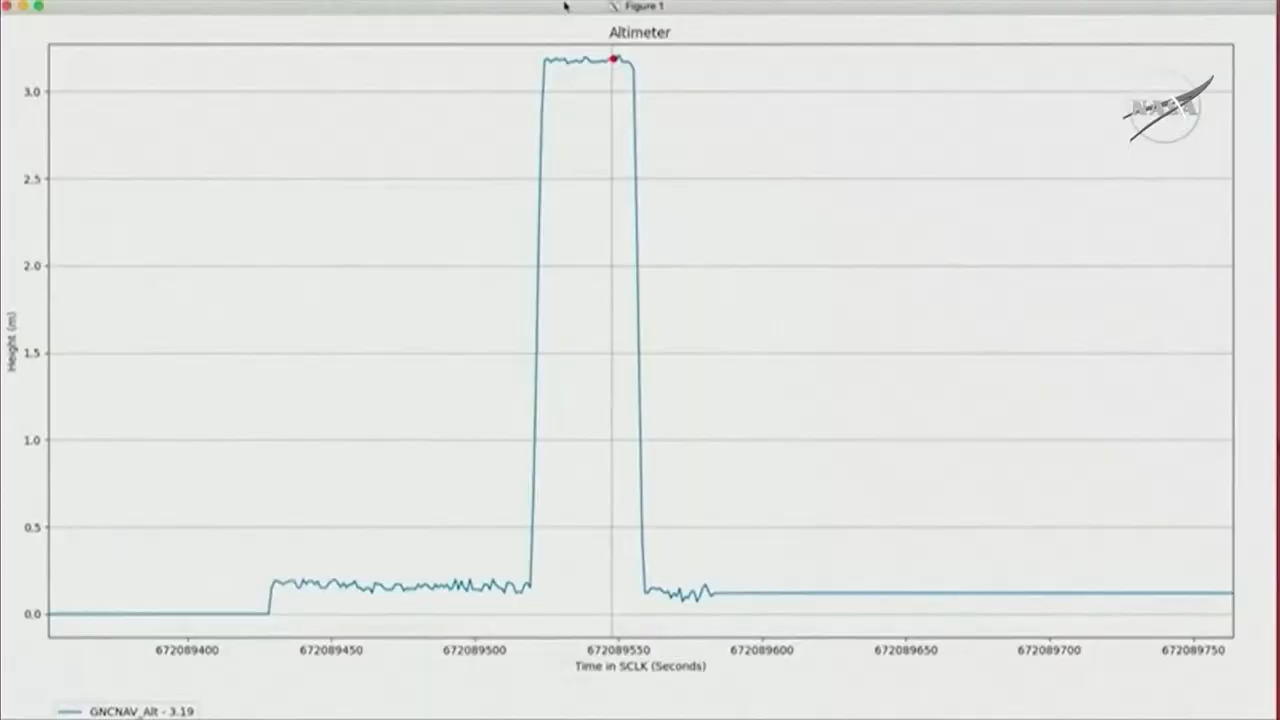 Figure 1
Altimeter
NASA
3.0
2.5
2.0
1.5
1.0
0.5
0.0
Height (m)
672089400 672089450 672089500 672089550 672089600 672089650 672089700 672089750
Time in SCLK (Seconds)
GNCNAV_Alt - 3.19